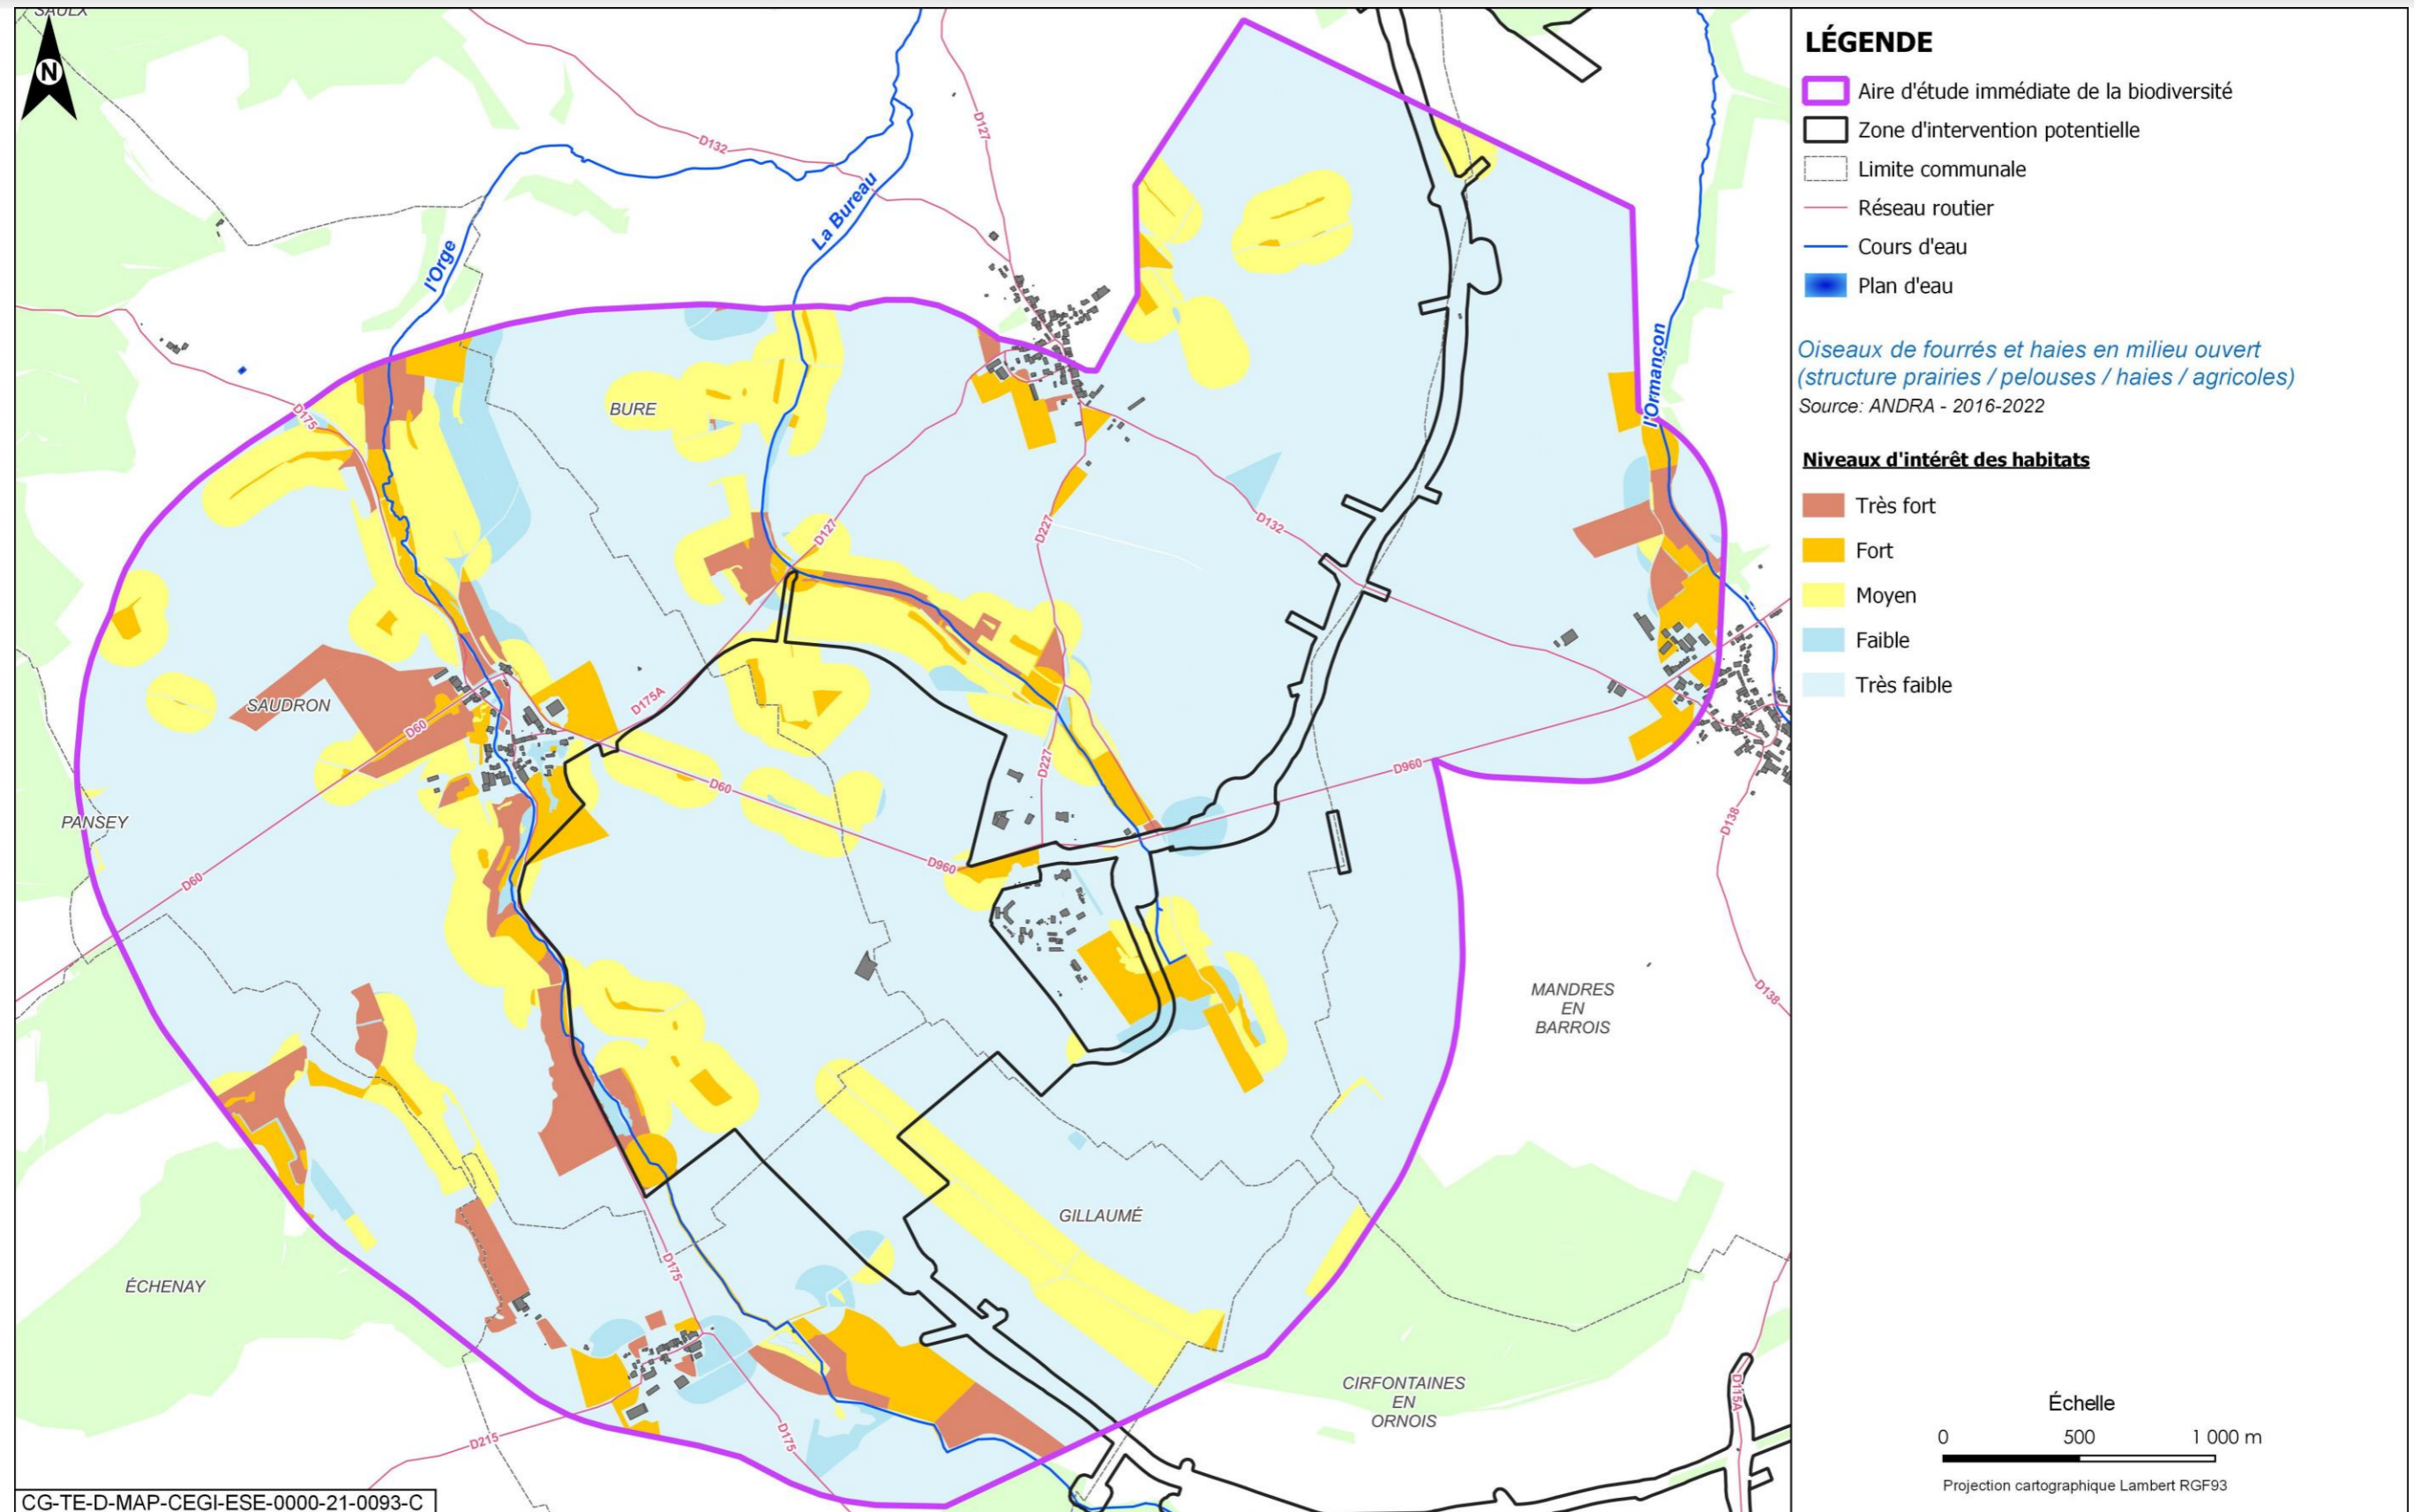 SAULX
N
D132
D127
La Bureau
l'Orge
D175
BURE
l'Ormançon
D127
D227
D132
SAUDRON
D175A
D60
D60
D227
D960
PANSEY
D60
D960
D138
MANDRES
EN
BARROIS
D138
GILLAUMÉ
ÉCHENAY
D175
CIRFONTAINES
EN
ORNOIS
D115A
D215
D175
CG-TE-D-MAP-CEGI-ESE-0000-21-0093-C
LÉGENDE
Aire d'étude immédiate de la biodiversité
Zone d'intervention potentielle
Limite communale
Réseau routier
Cours d'eau
Plan d'eau
Oiseaux de fourrés et haies en milieu ouvert
(structure prairies / pelouses / haies / agricoles)
Source: ANDRA - 2016-2022
Niveaux d'intérêt des habitats
Très fort
Fort
Moyen
Faible
Très faible
Échelle
0 500 1 000 m
Projection cartographique Lambert RGF93